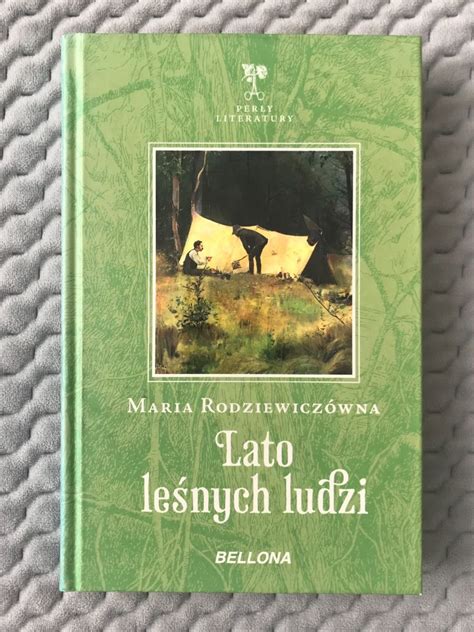 PERŁY
LITERATURY
MARIA RODZIEWICZÓWNA
Lato
leśnych ludzi
BELLONA